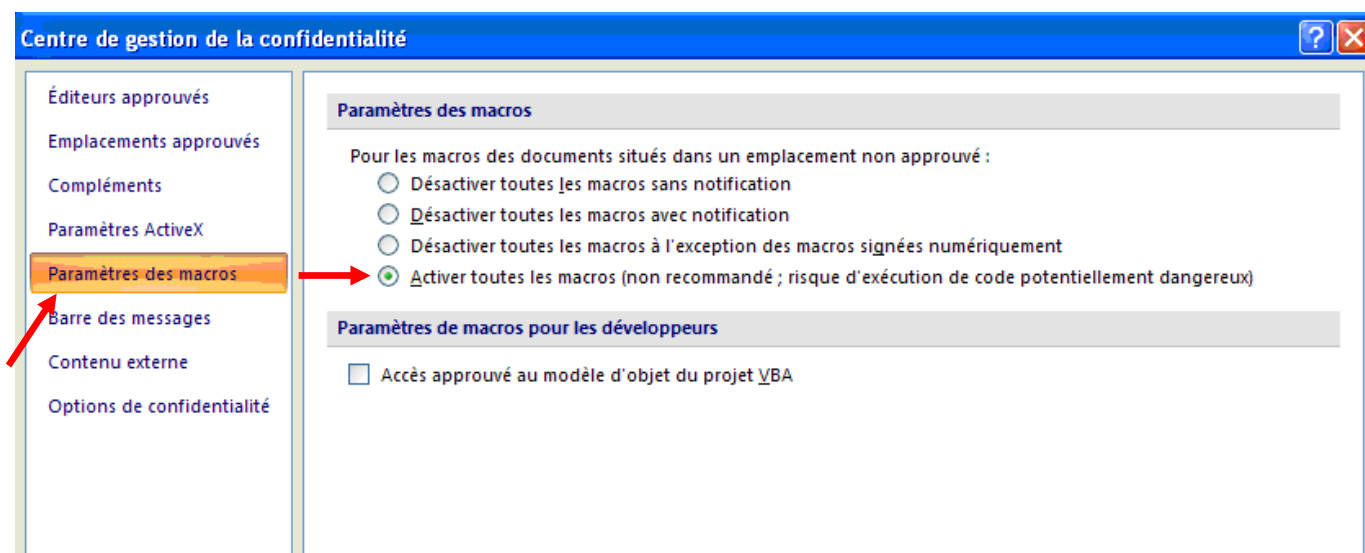 Centre de gestion de la confidentialité
Éditeurs approuvés
Emplacements approuvés
Compléments
Paramètres ActiveX
Paramètres des macros
Barre des messages
Contenu externe
Options de confidentialité
Paramètres des macros
Pour les macros des documents situés dans un emplacement non approuvé :
Désactiver toutes les macros sans notification
Désactiver toutes les macros avec notification
Désactiver toutes les macros à l'exception des macros signées numériquement
Activer toutes les macros (non recommandé ; risque d'exécution de code potentiellement dangereux)
Paramètres de macros pour les développeurs
Accès approuvé au modèle d'objet du projet VBA